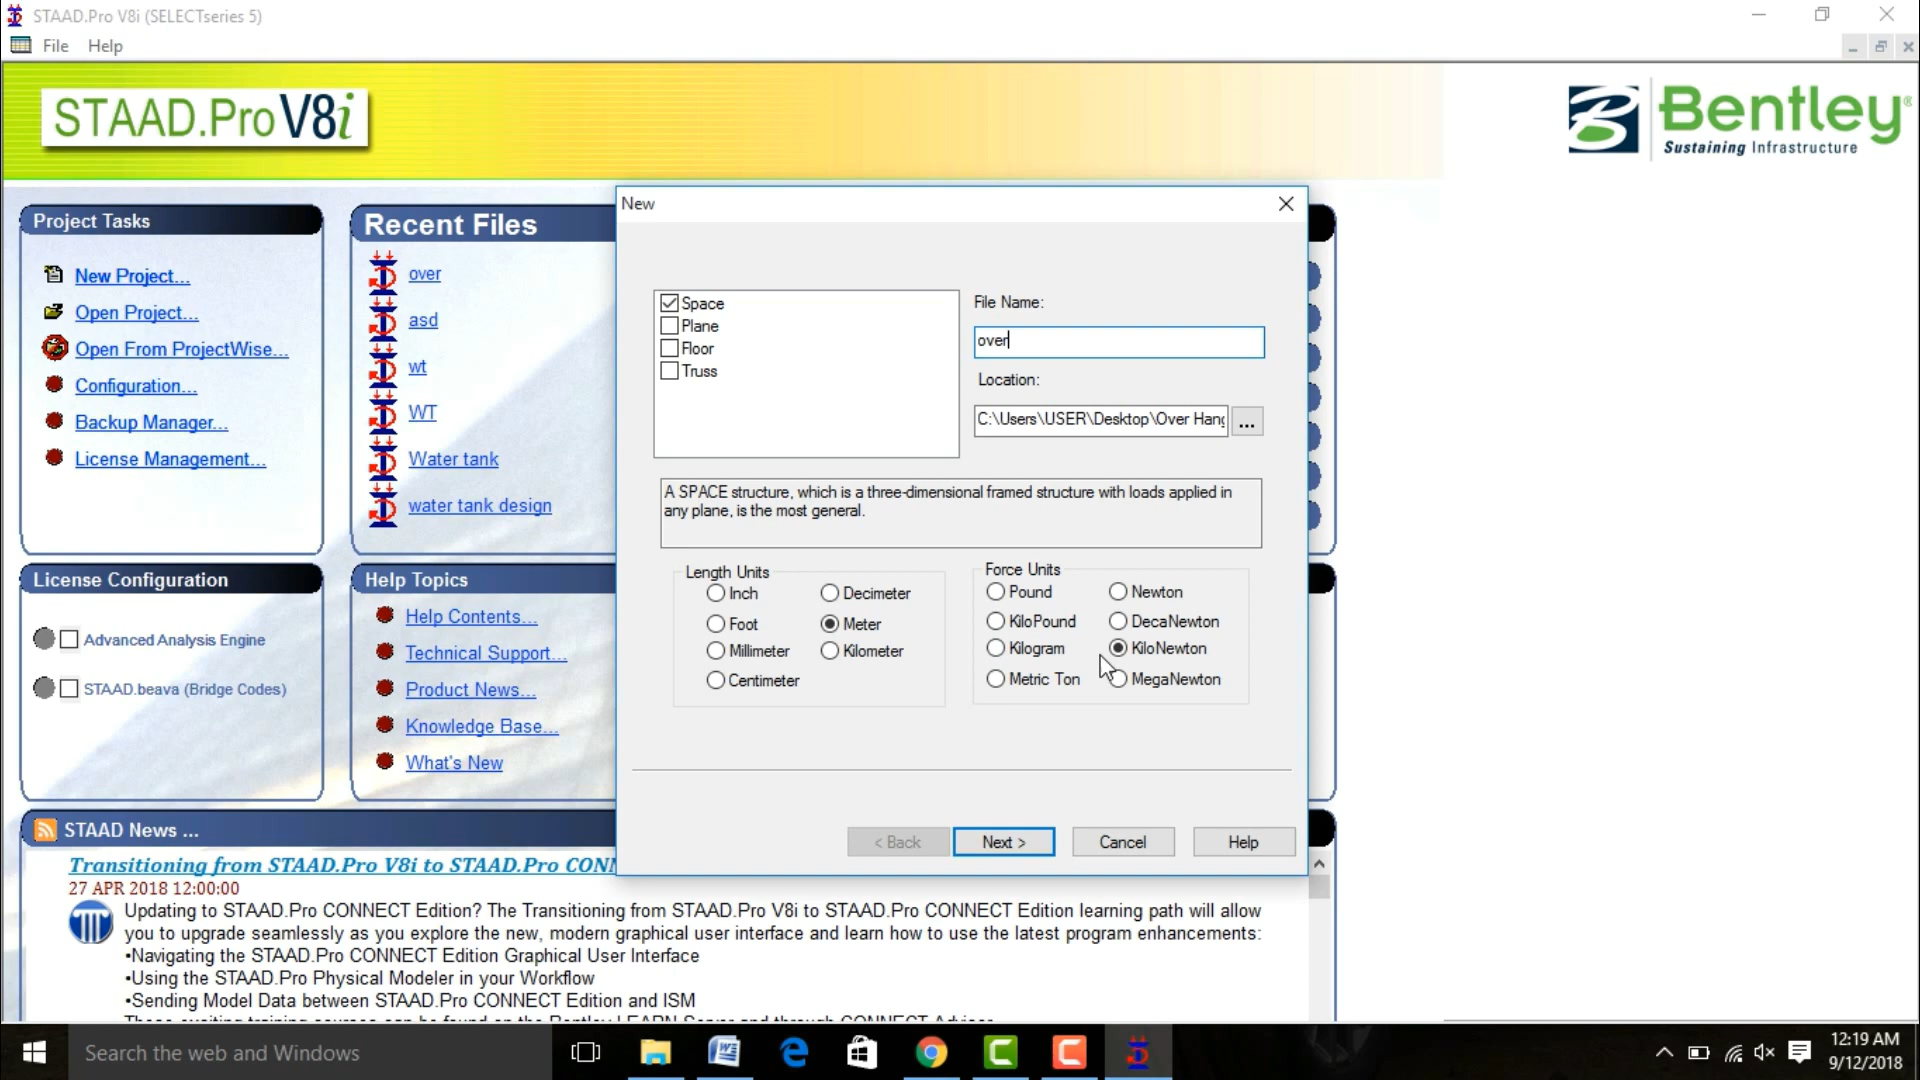 STAAD.Pro V8i (SELECTseries 5)
File Help
STAAD.Pro V8i
Bentley®
Sustaining Infrastructure
Project Tasks
New Project...
Open Project...
Open From ProjectWise...
Configuration...
Backup Manager...
License Management...
Recent Files
over
asd
wt
WT
Water tank
water tank design
New
Space
Plane
Floor
Truss
File Name:
over
Location:
C:\Users\USER\Desktop\Over Hang
...
A SPACE structure, which is a three-dimensional framed structure with loads applied in
any plane, is the most general.
Length Units
Inch Decimeter
Foot Meter
Millimeter Kilometer
Centimeter
Force Units
Pound Newton
KiloPound DecaNewton
Kilogram KiloNewton
Metric Ton MegaNewton
< Back Next > Cancel Help
License Configuration
Advanced Analysis Engine
STAAD.beava (Bridge Codes)
Help Topics
Help Contents...
Technical Support...
Product News...
Knowledge Base...
What's New
STAAD News ...
Transitioning from STAAD.Pro V8i to STAAD.Pro CONN
27 APR 2018 12:00:00
Updating to STAAD.Pro CONNECT Edition? The Transitioning from STAAD.Pro V8i to STAAD.Pro CONNECT Edition learning path will allow
you to upgrade seamlessly as you explore the new, modern graphical user interface and learn how to use the latest program enhancements:
•Navigating the STAAD.Pro CONNECT Edition Graphical User Interface
•Using the STAAD.Pro Physical Modeler in your Workflow
•Sending Model Data between STAAD.Pro CONNECT Edition and ISM
Search the web and Windows
12:19 AM
9/12/2018